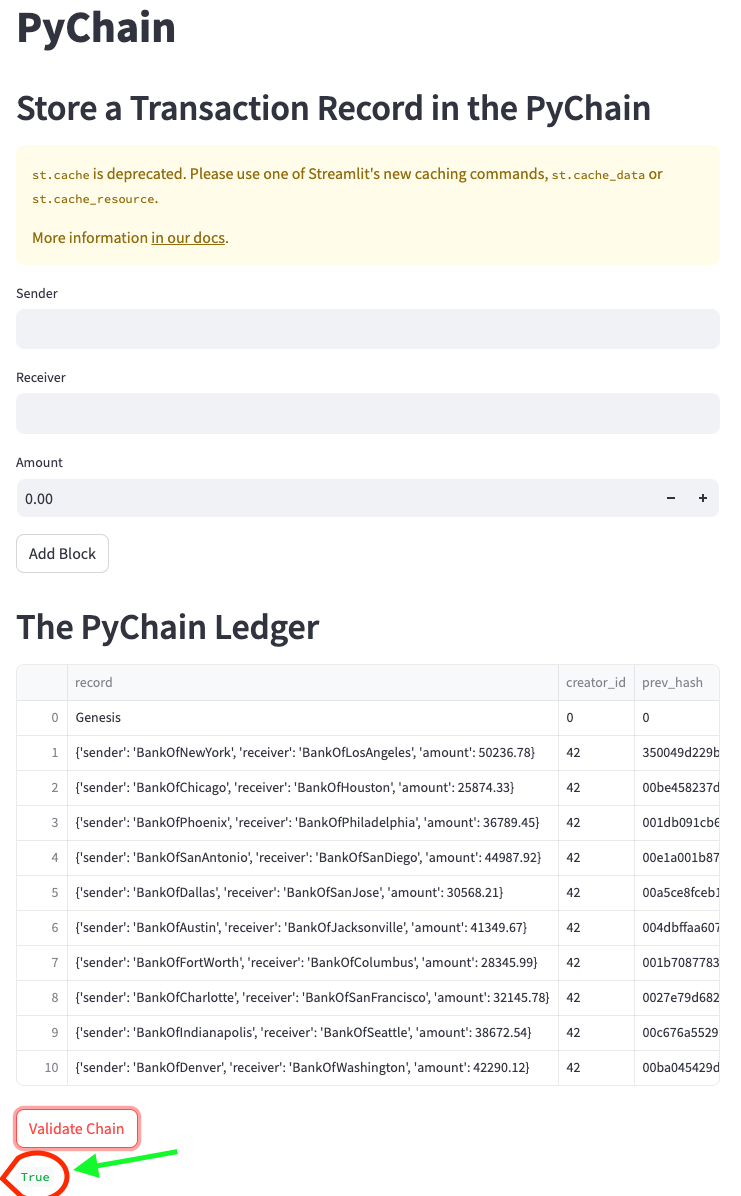 PyChain
Store a Transaction Record in the PyChain
st.cache is deprecated. Please use one of Streamlit's new caching commands, st.cache_data or
st.cache_resource.
More information in our docs.
Sender
Receiver
Amount
0.00 − +
Add Block
The PyChain Ledger
record creator_id prev_hash
0 Genesis 0 0
1 {'sender': 'BankOfNewYork', 'receiver': 'BankOfLosAngeles', 'amount': 50236.78} 42 350049d229b
2 {'sender': 'BankOfChicago', 'receiver': 'BankOfHouston', 'amount': 25874.33} 42 00be458237d
3 {'sender': 'BankOfPhoenix', 'receiver': 'BankOfPhiladelphia', 'amount': 36789.45} 42 001db091cb6
4 {'sender': 'BankOfSanAntonio', 'receiver': 'BankOfSanDiego', 'amount': 44987.92} 42 00e1a001b87
5 {'sender': 'BankOfDallas', 'receiver': 'BankOfSanJose', 'amount': 30568.21} 42 00a5ce8fceb1
6 {'sender': 'BankOfAustin', 'receiver': 'BankOfJacksonville', 'amount': 41349.67} 42 004dbffaa607
7 {'sender': 'BankOfFortWorth', 'receiver': 'BankOfColumbus', 'amount': 28345.99} 42 001b7087783
8 {'sender': 'BankOfCharlotte', 'receiver': 'BankOfSanFrancisco', 'amount': 32145.78} 42 0027e79d682
9 {'sender': 'BankOfIndianapolis', 'receiver': 'BankOfSeattle', 'amount': 38672.54} 42 00c676a5529
10 {'sender': 'BankOfDenver', 'receiver': 'BankOfWashington', 'amount': 42290.12} 42 00ba045429d
Validate Chain
True